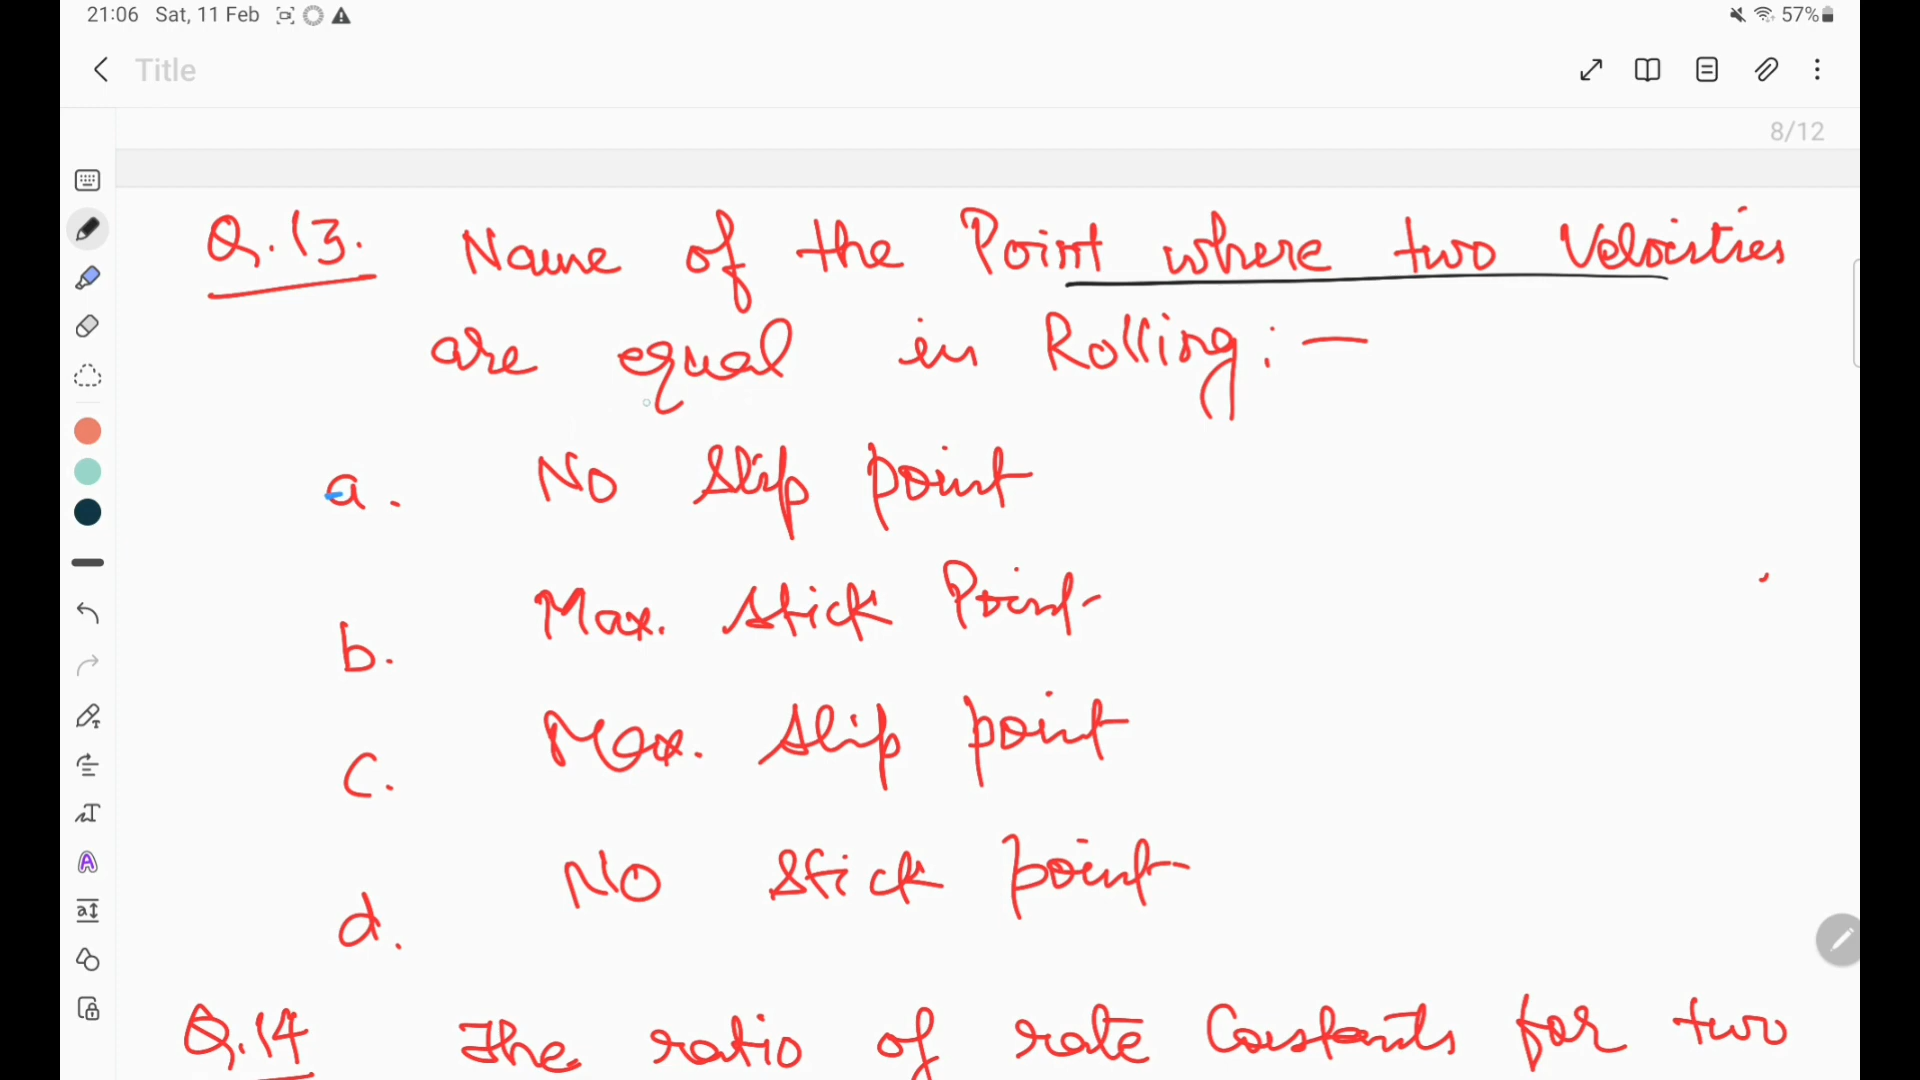 21:06 Sat, 11 Feb 57%
Title
8/12
Q.13. Name of the Point where two Velocities
are equal in Rolling:—
a. No Slip point
b. Max. stick Point
c. Max. slip point
d. No stick point
Q.14 The ratio of rate Constants for two